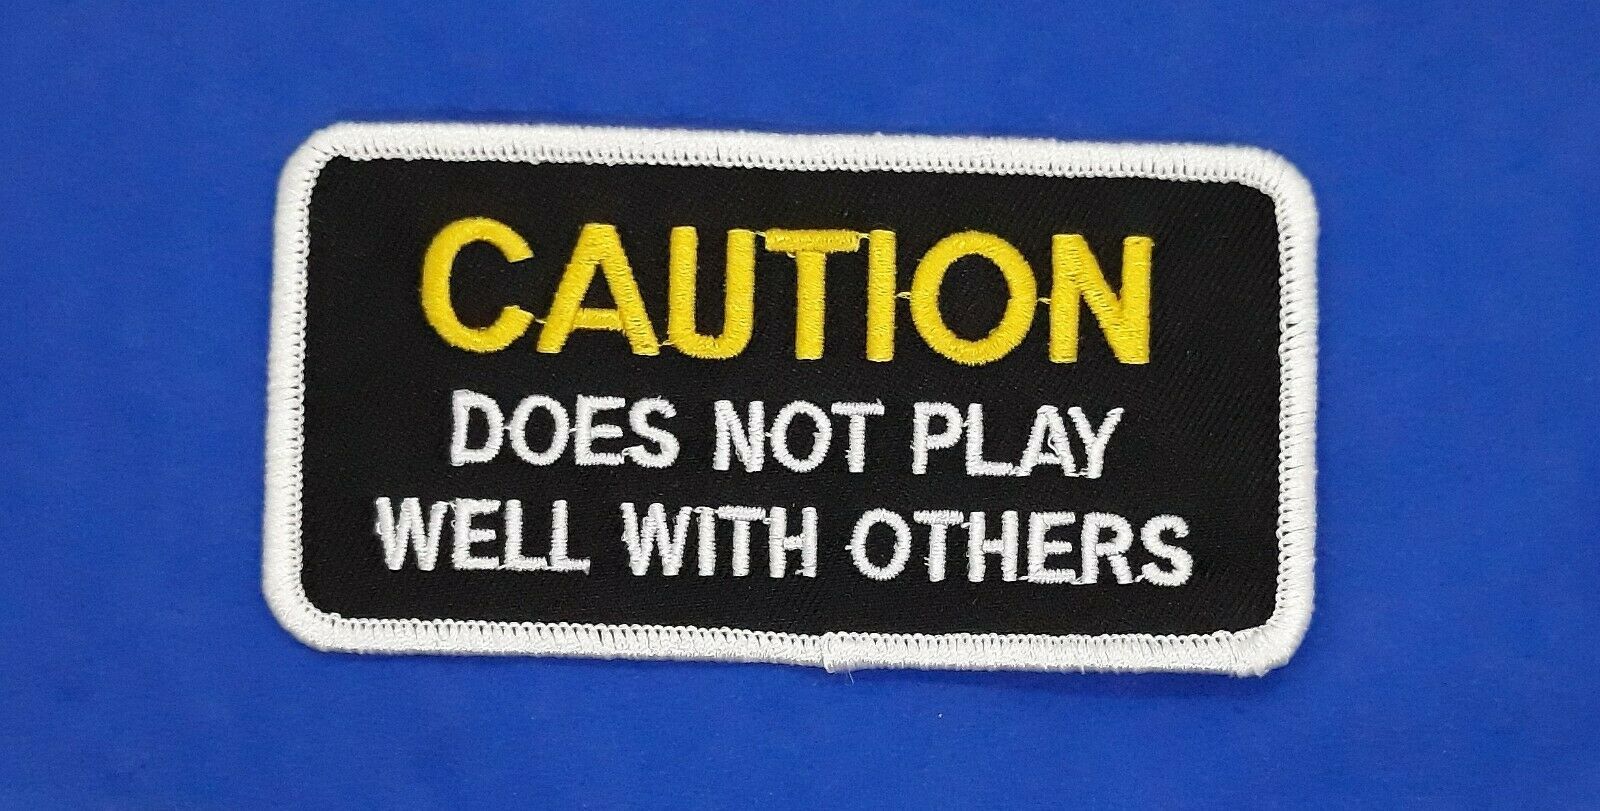 CAUTION
DOES NOT PLAY
WELL WITH OTHERS